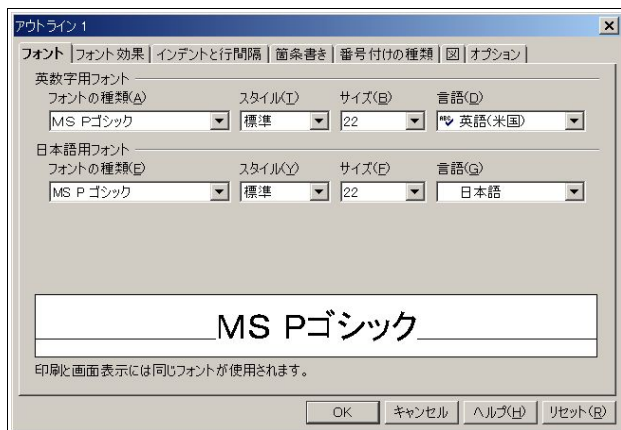 アウトライン 1
フォント フォント効果 インデントと行間隔 箇条書き 番号付けの種類 図 オプション
英数字用フォント
フォントの種類(A) スタイル(T) サイズ(B) 言語(D)
MS Pゴシック 標準 22 英語(米国)
日本語用フォント
フォントの種類(E) スタイル(Y) サイズ(F) 言語(G)
MS P ゴシック 標準 22 日本語
MS Pゴシック
印刷と画面表示には同じフォントが使用されます。
OK キャンセル ヘルプ(H) リセット(R)